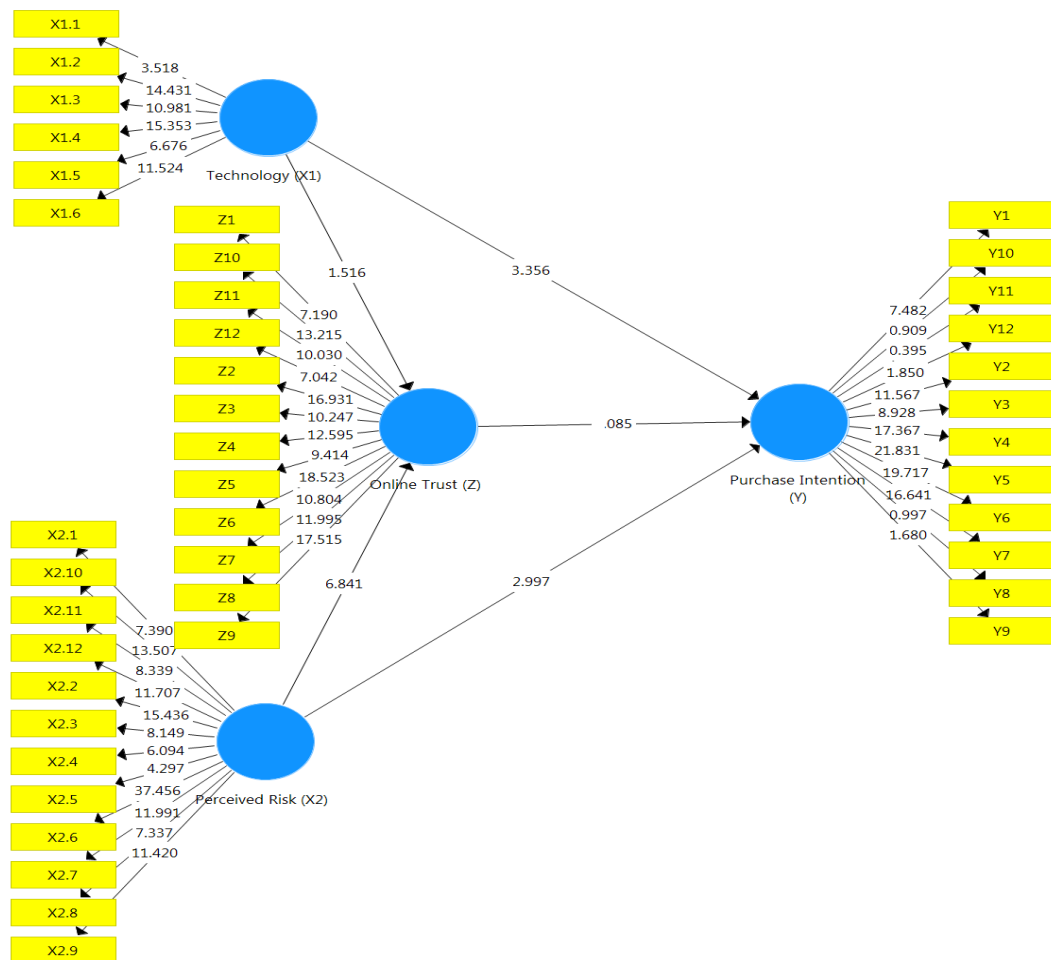 X1.1
X1.2
X1.3
X1.4
X1.5
X1.6
3.518
14.431
10.981
15.353
6.676
11.524
Technology (X1)
Z1
Z10
Z11
Z12
Z2
Z3
Z4
Z5
Z6
Z7
Z8
Z9
7.190
13.215
10.030
7.042
16.931
10.247
12.595
9.414
18.523
10.804
11.995
17.515
Online Trust (Z)
1.516
3.356
.085
6.841
2.997
X2.1
X2.10
X2.11
X2.12
X2.2
X2.3
X2.4
X2.5
X2.6
X2.7
X2.8
X2.9
7.390
13.507
8.339
11.707
15.436
8.149
6.094
4.297
37.456
11.991
7.337
11.420
Perceived Risk (X2)
Purchase Intention
(Y)
7.482
0.909
0.395
1.850
11.567
8.928
17.367
21.831
19.717
16.641
0.997
1.680
Y1
Y10
Y11
Y12
Y2
Y3
Y4
Y5
Y6
Y7
Y8
Y9